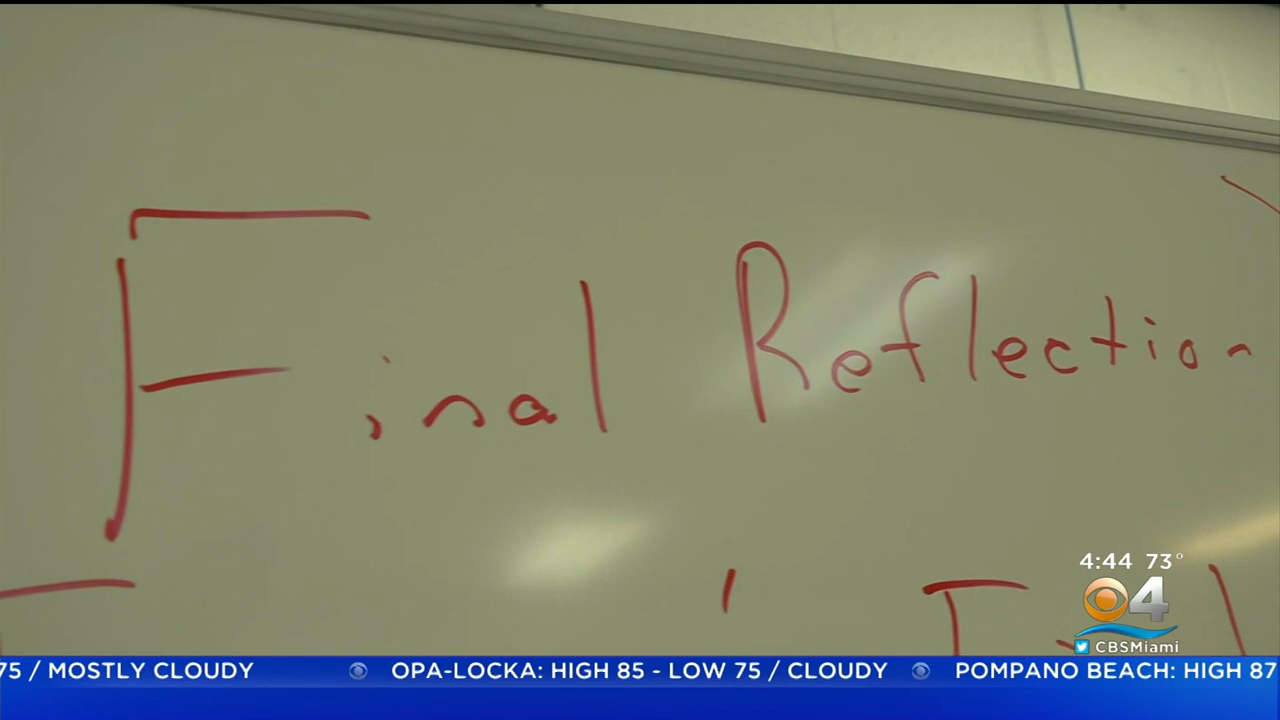 Final Reflection
4:44 73°
4
CBSMiami
75 / MOSTLY CLOUDY OPA-LOCKA: HIGH 85 - LOW 75 / CLOUDY POMPANO BEACH: HIGH 87